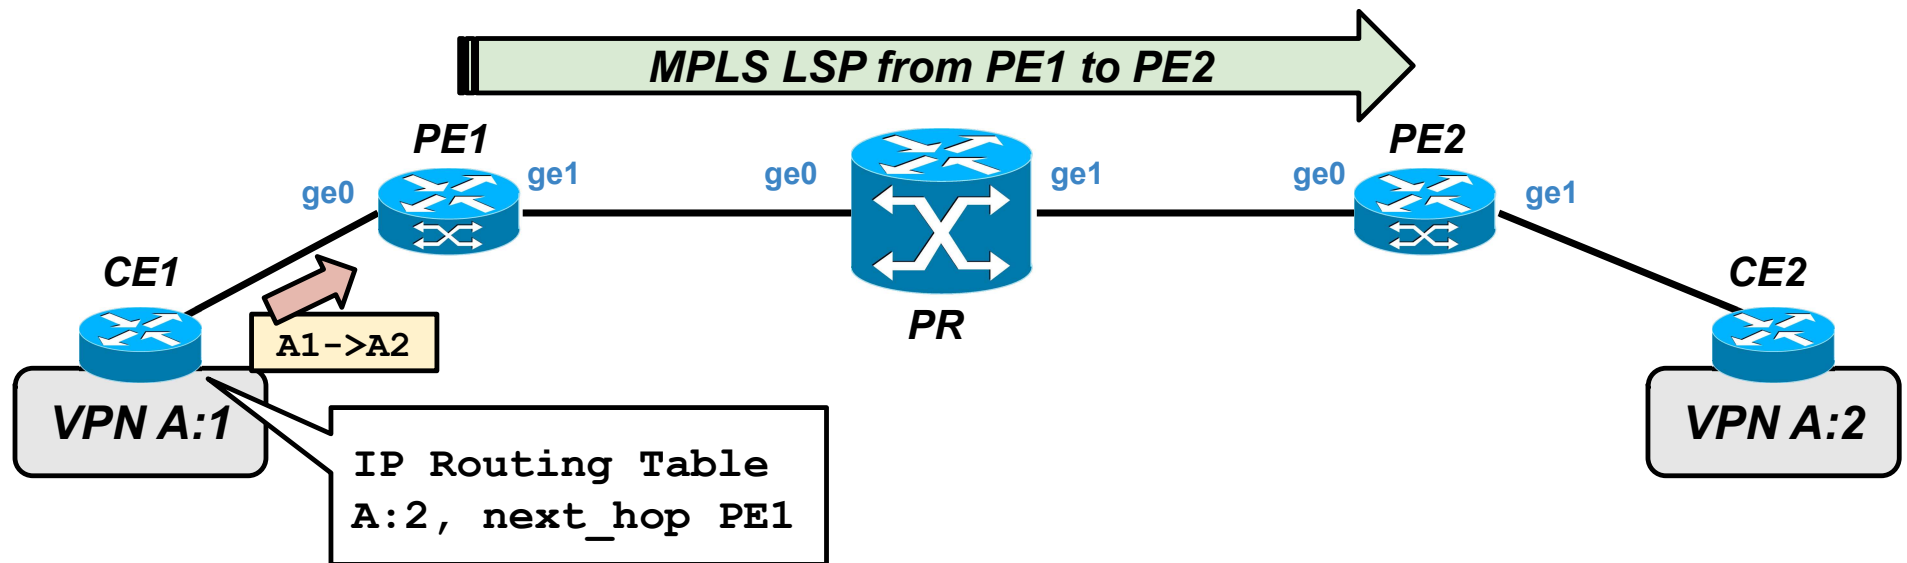 MPLS LSP from PE1 to PE2
PE1
PE2
ge0
ge1
ge0
ge1
ge0
ge1
CE1
CE2
PR
A1->A2
VPN A:1
VPN A:2
IP Routing Table
A:2, next_hop PE1